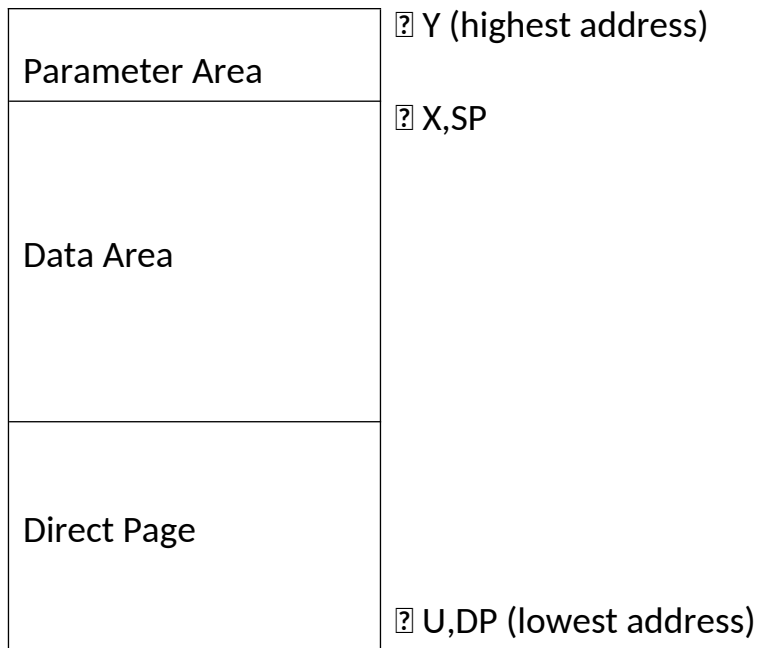 ⍰ Y (highest address)
Parameter Area
⍰ X,SP
Data Area
Direct Page
⍰ U,DP (lowest address)